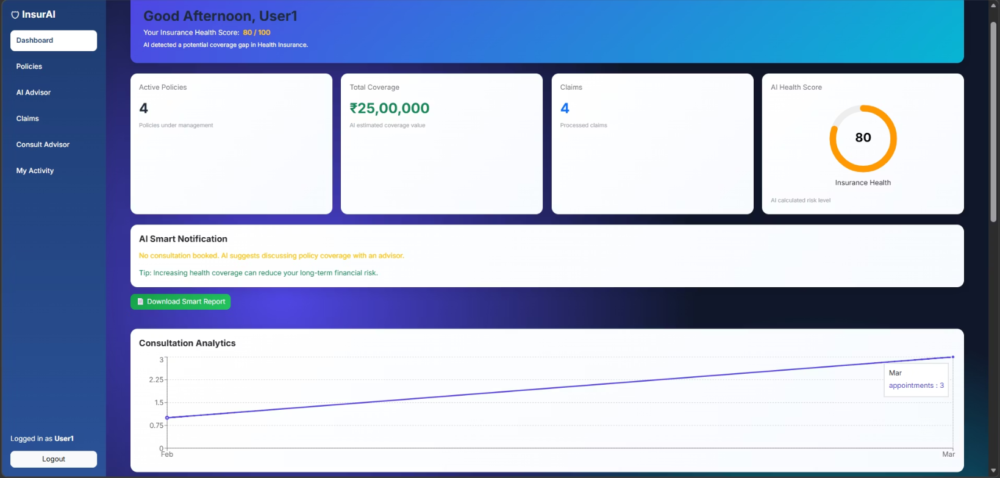 InsurAI
Dashboard
Policies
AI Advisor
Claims
Consult Advisor
My Activity
Logged in as User1
Logout
Good Afternoon, User1
Your Insurance Health Score: 80 / 100
AI detected a potential coverage gap in Health Insurance.
Active Policies
4
Policies under management
Total Coverage
₹25,00,000
AI estimated coverage value
Claims
4
Processed claims
AI Health Score
80
Insurance Health
AI calculated risk level
AI Smart Notification
No consultation booked. AI suggests discussing policy coverage with an advisor.
Tip: Increasing health coverage can reduce your long-term financial risk.
Download Smart Report
Consultation Analytics
3
2.25
1.5
0.75
0
Feb
Mar
Mar
appointments : 3